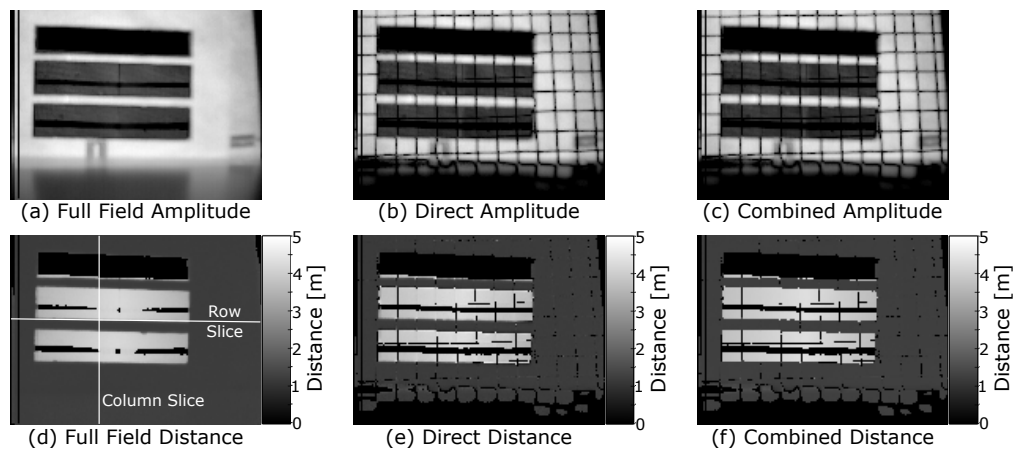 (a) Full Field Amplitude
(b) Direct Amplitude
(c) Combined Amplitude
Row
Slice
Column Slice
5
4
3
2
1
0
Distance [m]
5
4
3
2
1
0
Distance [m]
5
4
3
2
1
0
Distance [m]
(d) Full Field Distance
(e) Direct Distance
(f) Combined Distance